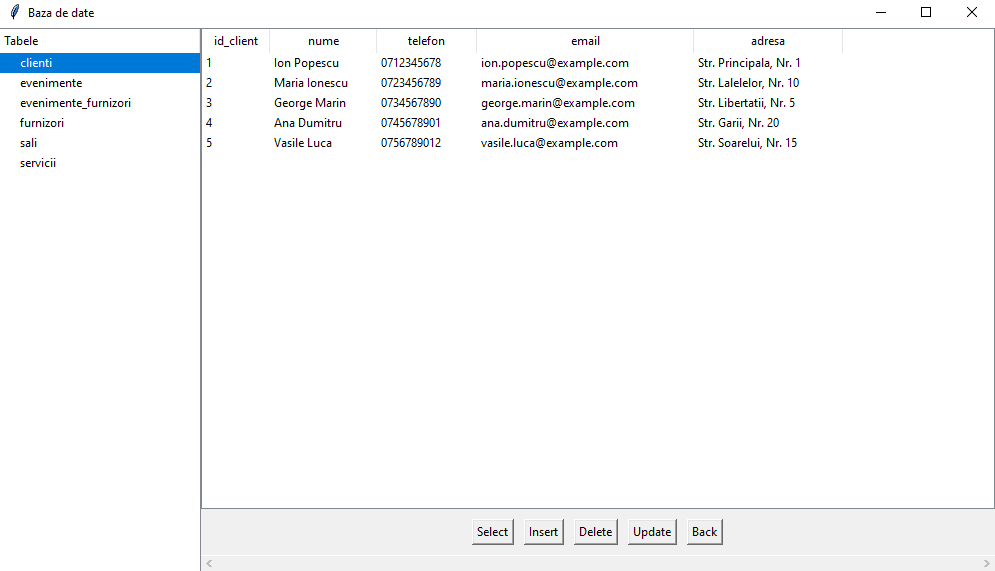 Baza de date
Tabele
clienti
evenimente
evenimente_furnizori
furnizori
sali
servicii
id_client nume telefon email adresa
1 Ion Popescu 0712345678 ion.popescu@example.com Str. Principala, Nr. 1
2 Maria Ionescu 0723456789 maria.ionescu@example.com Str. Lalelelor, Nr. 10
3 George Marin 0734567890 george.marin@example.com Str. Libertatii, Nr. 5
4 Ana Dumitru 0745678901 ana.dumitru@example.com Str. Garii, Nr. 20
5 Vasile Luca 0756789012 vasile.luca@example.com Str. Soarelui, Nr. 15
Select Insert Delete Update Back